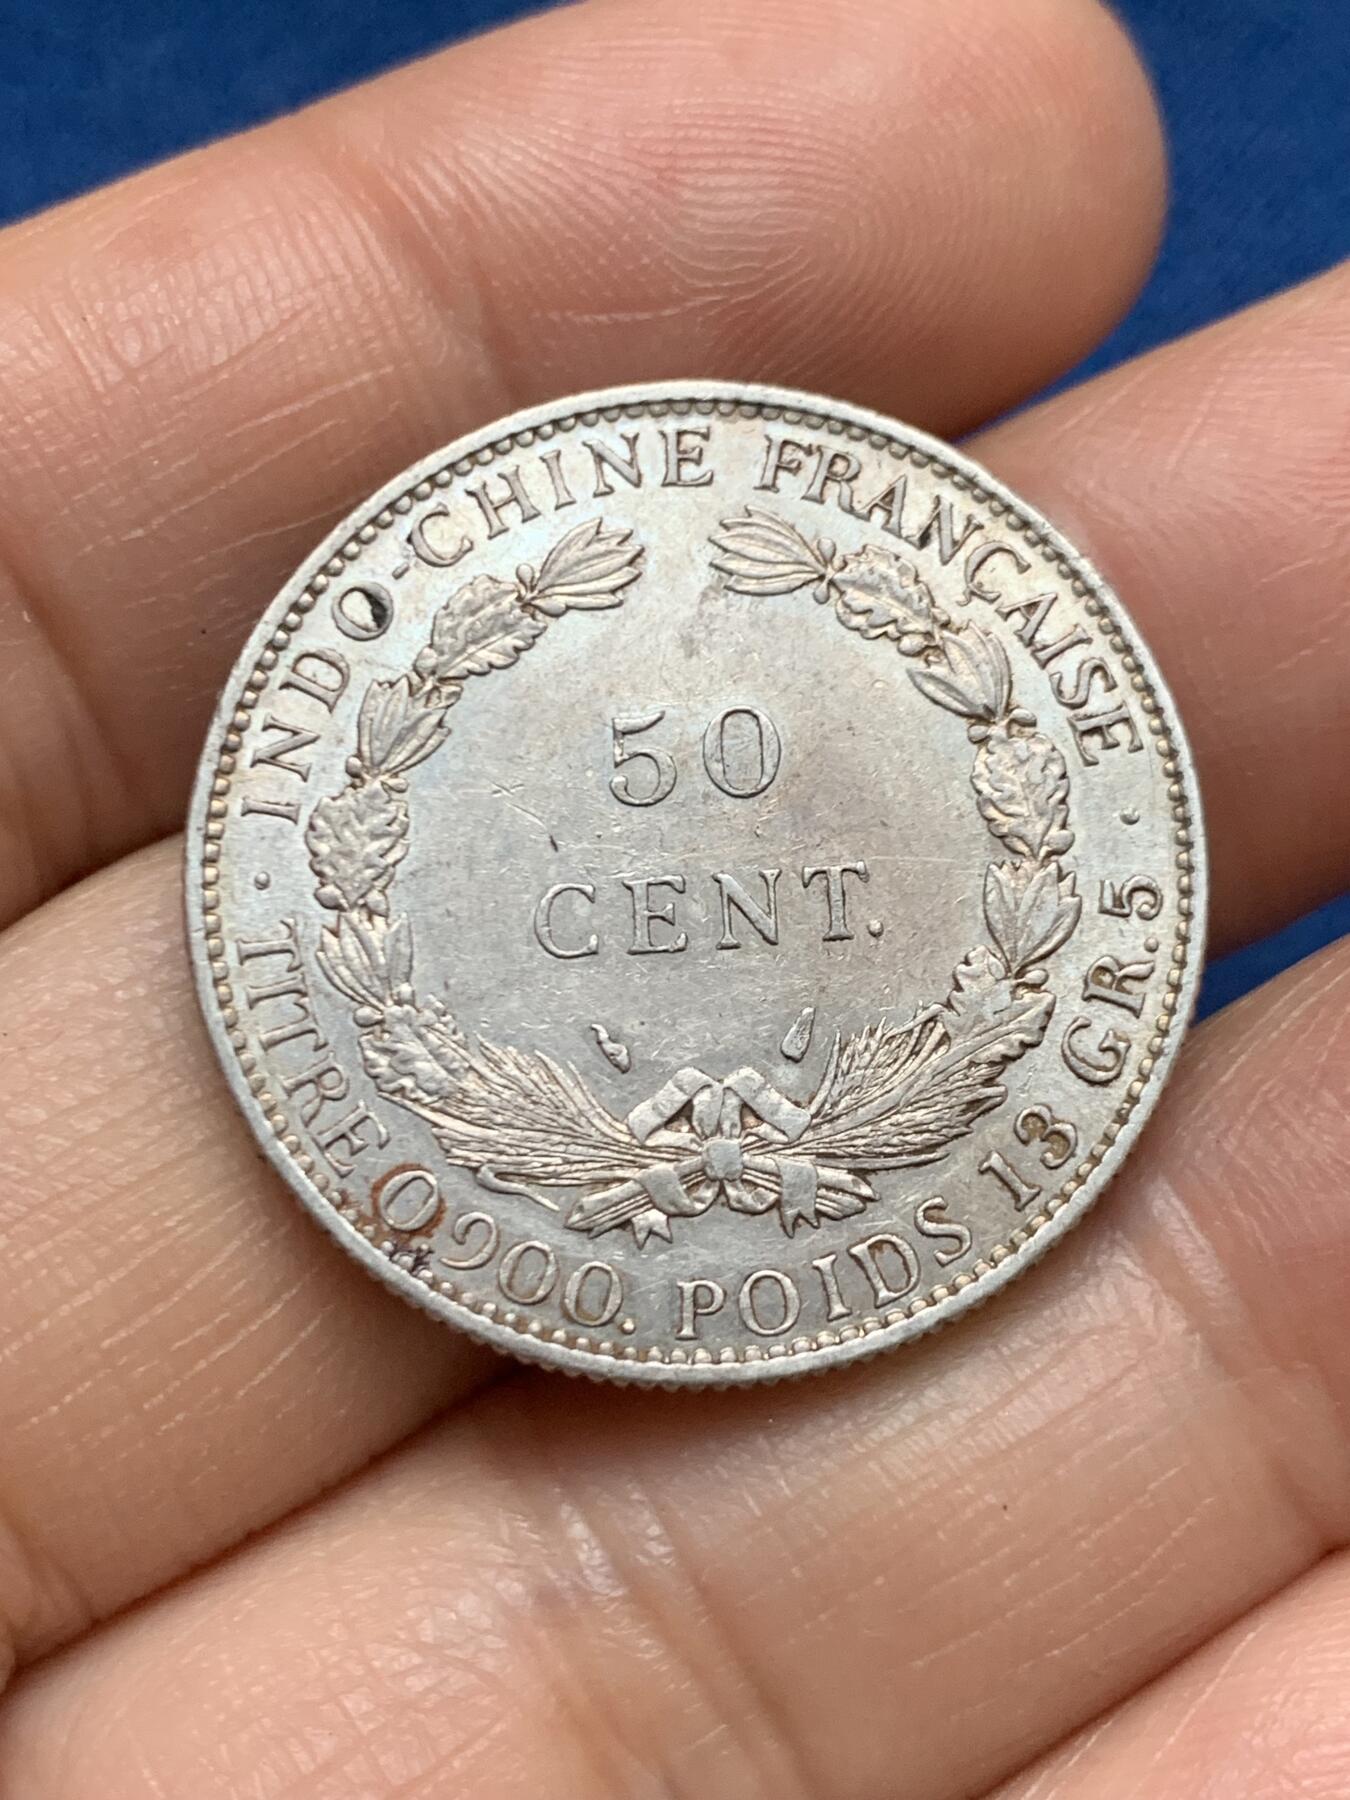 INDO-CHINE FRANÇAISE
50
CENT.
TITRE 0,900. POIDS 13 GR.5